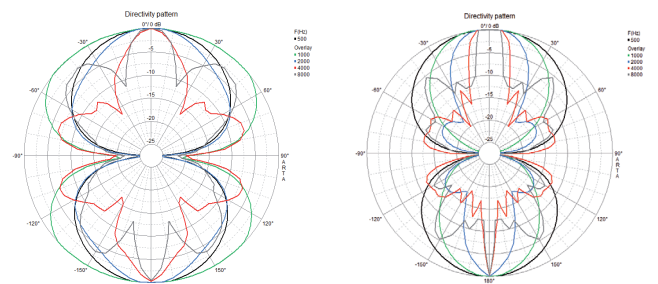 Directivity pattern
0°/ 0 dB
F(Hz)
500
Overlay
1000
2000
4000
8000
-30°
30°
-60°
60°
-90°
90°
-120°
120°
-150°
150°
-5
-10
-15
-20
-25
A
R
T
A
Directivity pattern
0°/ 0 dB
F(Hz)
500
Overlay
1000
2000
4000
8000
-30°
30°
-60°
60°
-90°
90°
-120°
120°
-150°
150°
180°
-5
-10
-15
-20
-25
A
R
T
A